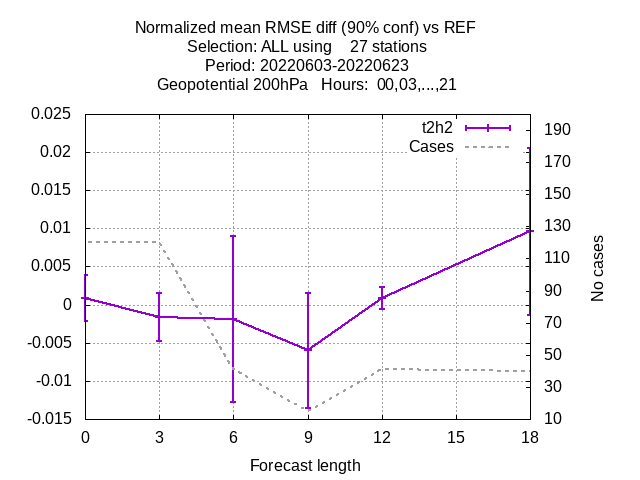 Normalized mean RMSE diff (90% conf) vs REF
Selection: ALL using    27 stations
Period: 20220603-20220623
Geopotential 200hPa   Hours:  00,03,...,21
t2h2
Cases
0.025
0.02
0.015
0.01
0.005
0
-0.005
-0.01
-0.015
190
170
150
130
110
90
70
50
30
10
No cases
0 3 6 9 12 15 18
Forecast length